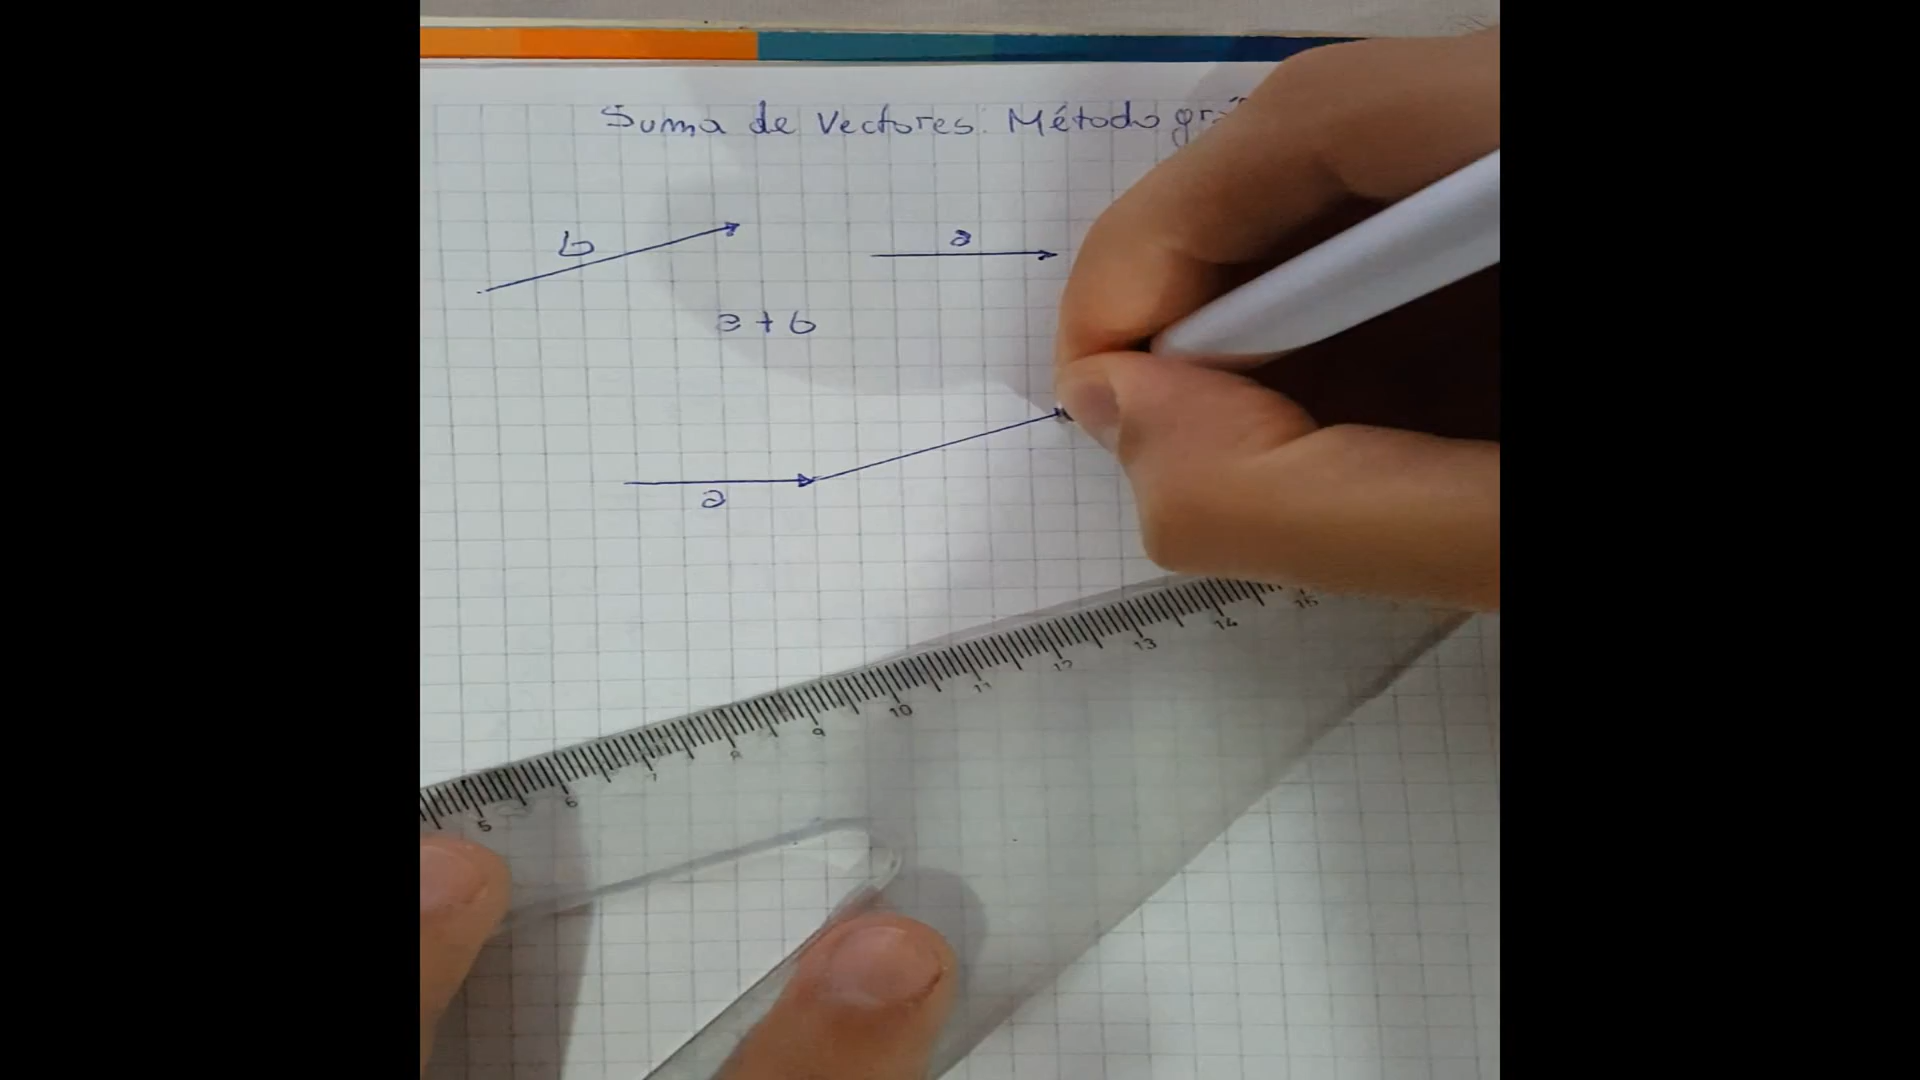 Suma de Vectores: Método
b
a
a + b
a
5 6 7 8 9 10 11 12 13 14 15